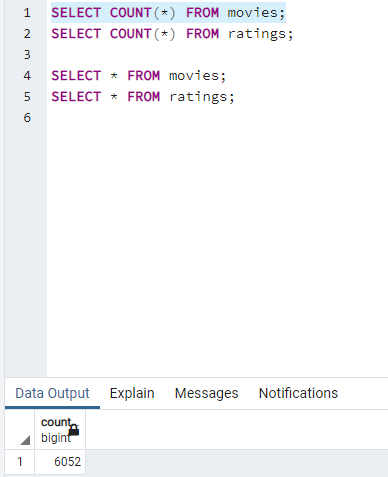 1 SELECT COUNT(*) FROM movies;
2 SELECT COUNT(*) FROM ratings;
3
4 SELECT * FROM movies;
5 SELECT * FROM ratings;
6
Data Output Explain Messages Notifications
count
bigint
1 6052